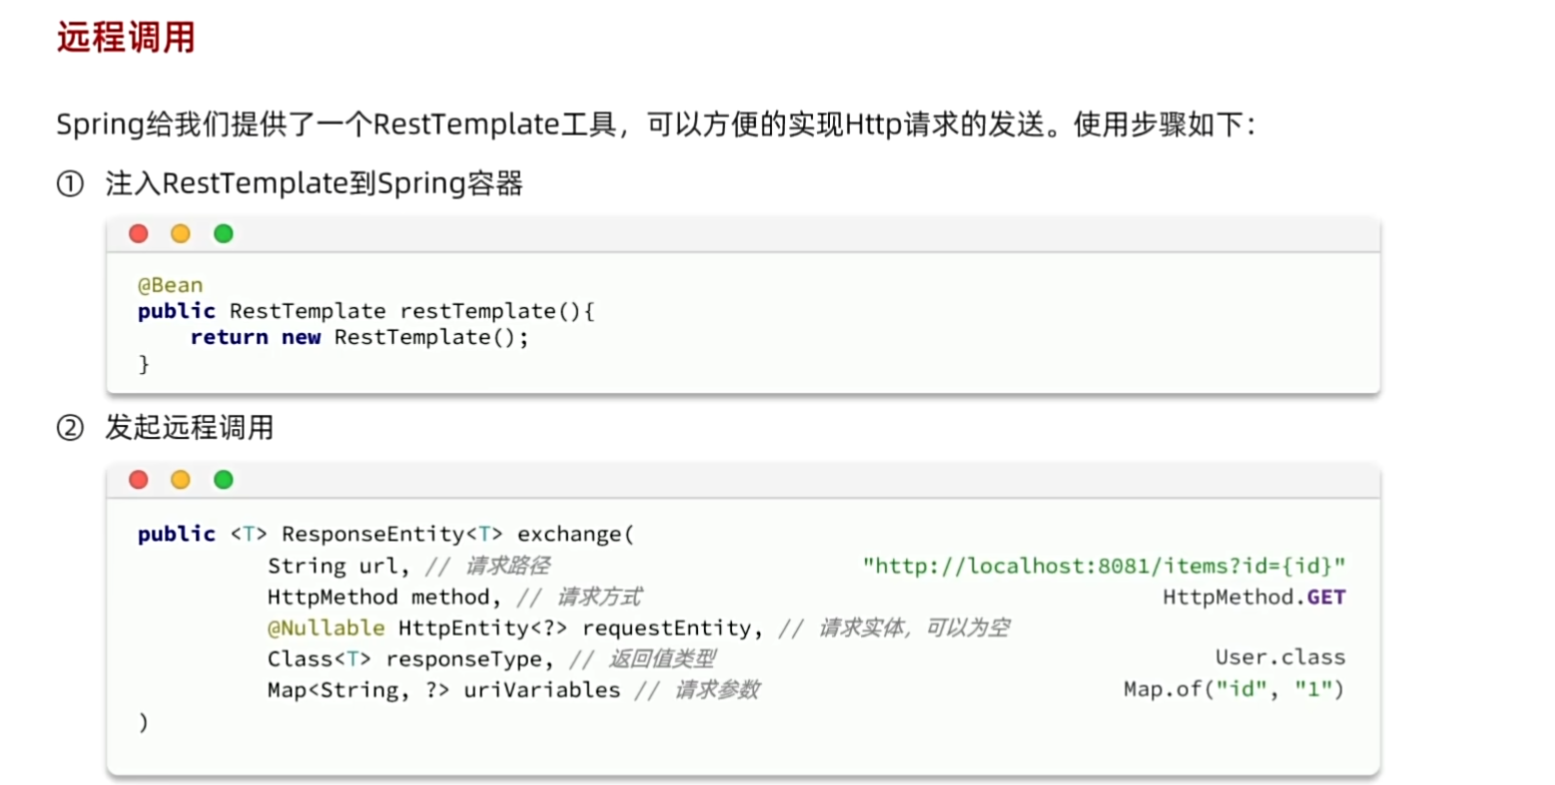 远程调用
Spring给我们提供了一个RestTemplate工具，可以方便的实现Http请求的发送。使用步骤如下：
① 注入RestTemplate到Spring容器
@Bean
public RestTemplate restTemplate(){
    return new RestTemplate();
}
② 发起远程调用
public <T> ResponseEntity<T> exchange(
String url, // 请求路径 "http://localhost:8081/items?id={id}"
HttpMethod method, // 请求方式 HttpMethod.GET
@Nullable HttpEntity<?> requestEntity, // 请求实体，可以为空
Class<T> responseType, // 返回值类型 User.class
Map<String, ?> uriVariables // 请求参数 Map.of("id", "1")
)